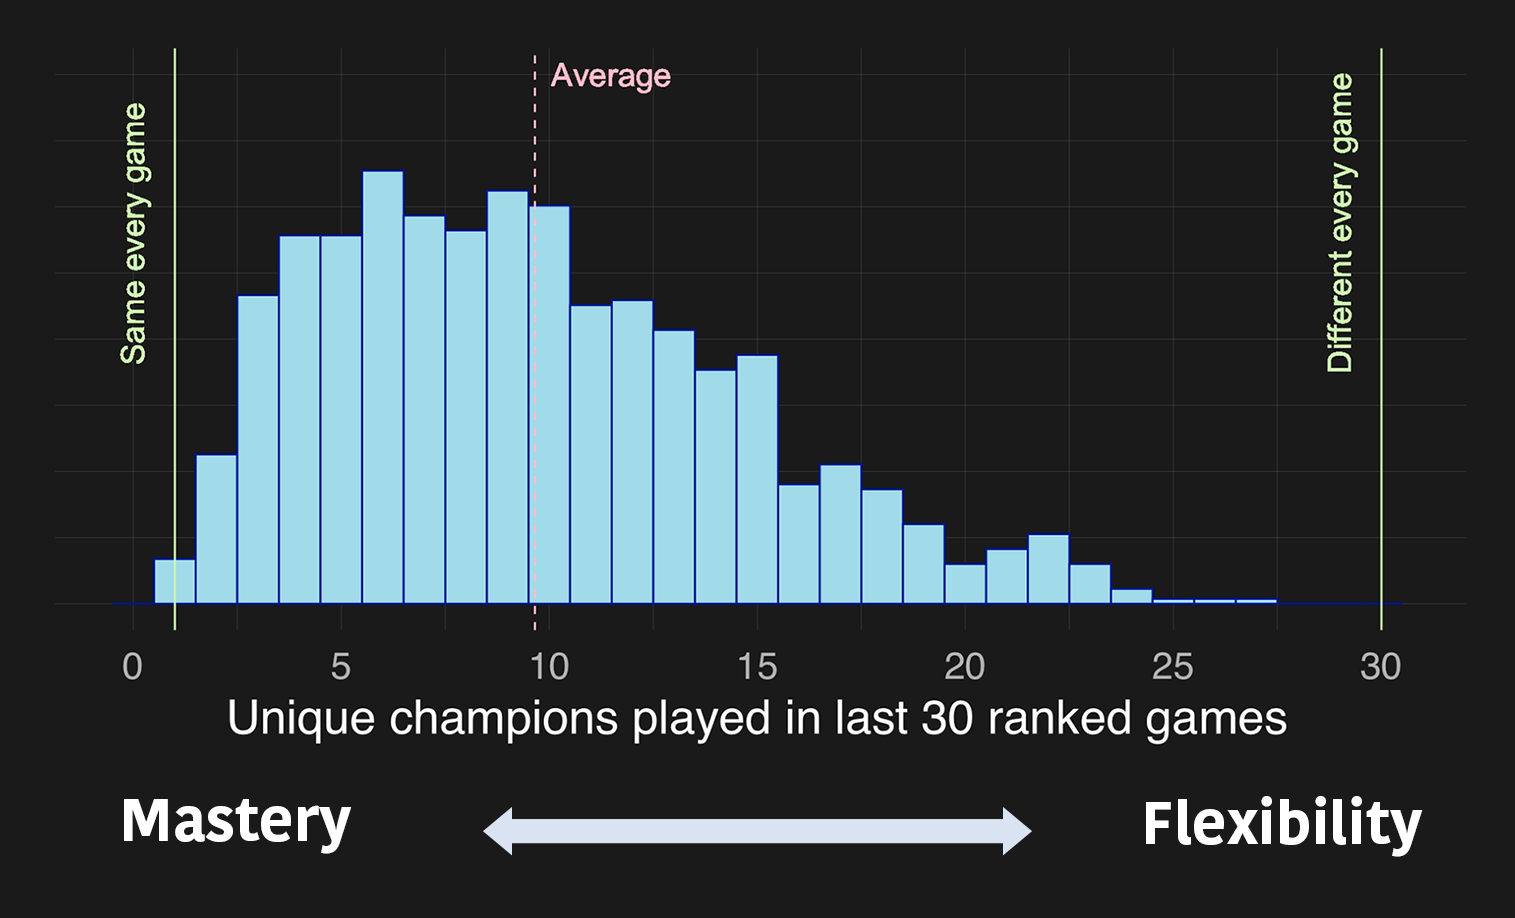 Average
Same every game
Different every game
0 5 10 15 20 25 30
Unique champions played in last 30 ranked games
Mastery Flexibility